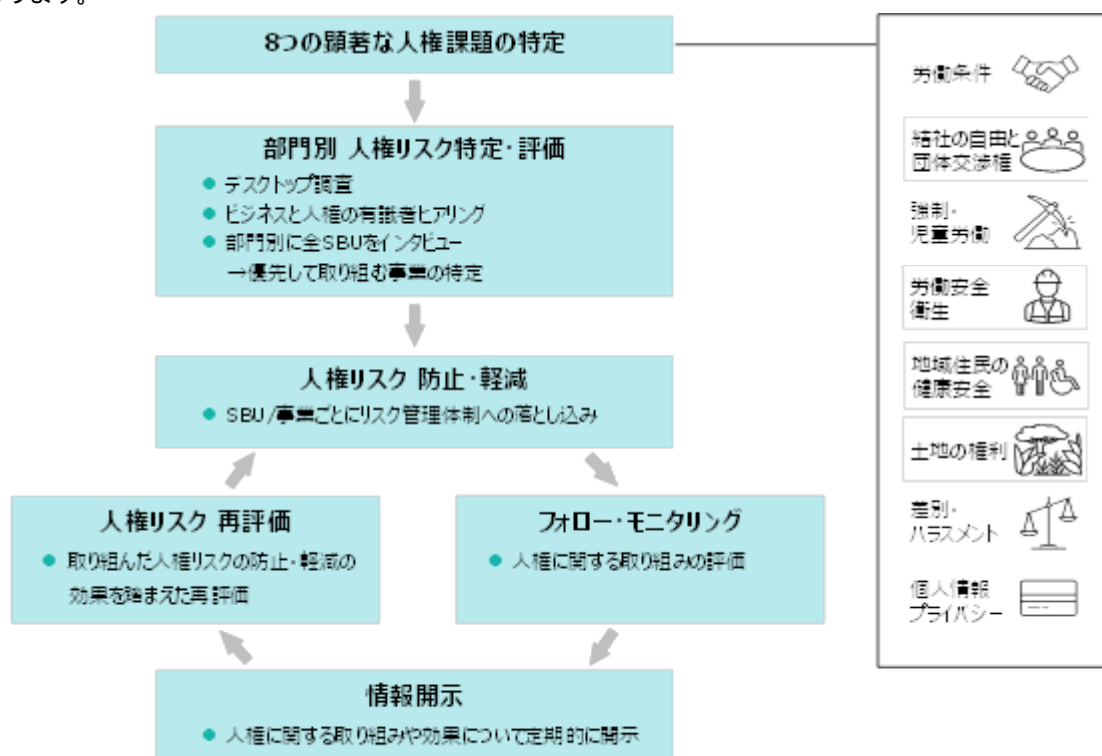 ります。
8つの顕著な人権課題の特定
部門別 人権リスク特定・評価
● デスクトップ調査
● ビジネスと人権の有識者ヒアリング
● 部門別に全SBUをインタビュー
→優先して取り組む事業の特定
人権リスク 防止・軽減
● SBU/事業ごとにリスク管理体制への落とし込み
人権リスク 再評価
● 取り組んだ人権リスクの防止・軽減の
効果を踏まえた再評価
フォロー・モニタリング
● 人権に関する取り組みの評価
情報開示
● 人権に関する取り組みや効果について定期的に開示
労働条件
結社の自由と
団体交渉権
強制・
児童労働
労働安全
衛生
地域住民の
健康安全
土地の権利
差別・
ハラスメント
個人情報
プライバシー